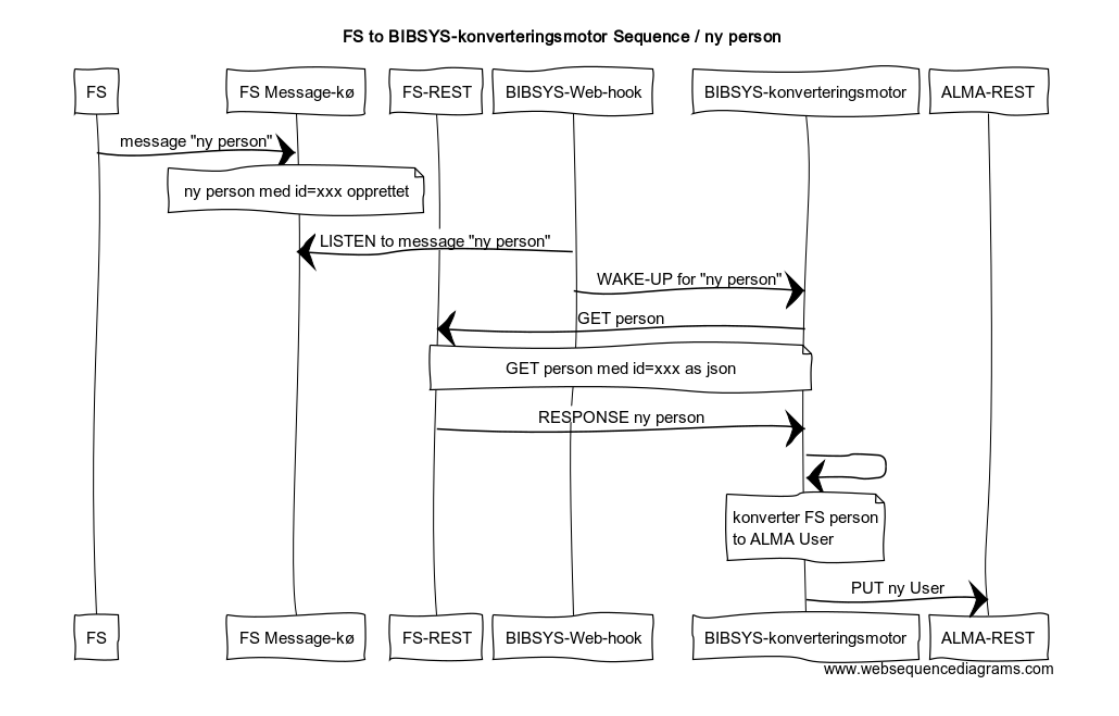 FS to BIBSYS-konverteringsmotor Sequence / ny person
FS
FS Message-kø
FS-REST
BIBSYS-Web-hook
BIBSYS-konverteringsmotor
ALMA-REST
message "ny person"
ny person med id=xxx opprettet
LISTEN to message "ny person"
WAKE-UP for "ny person"
GET person
GET person med id=xxx as json
RESPONSE ny person
konverter FS person
to ALMA User
PUT ny User
FS
FS Message-kø
FS-REST
BIBSYS-Web-hook
BIBSYS-konverteringsmotor
ALMA-REST
www.websequencediagrams.com